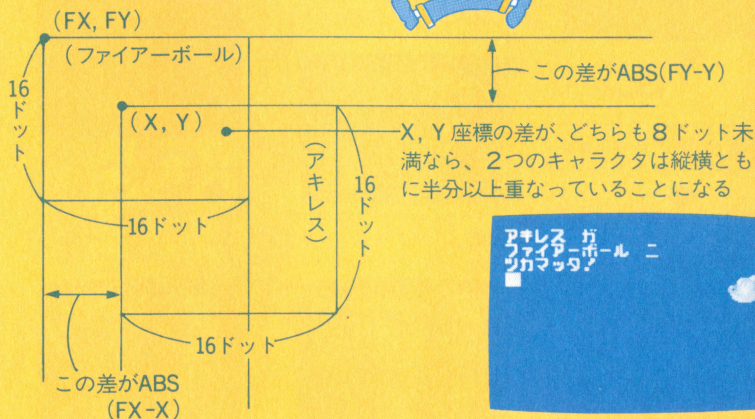 (FX, FY)
(ファイアーボール)
16ドット
この差がABS(FY-Y)
(X, Y)
(アキレス)
16ドット
X, Y 座標の差が、どちらも8ドット未
満なら、2つのキャラクタは縦横とも
に半分以上重なっていることになる
16ドット
アキレス ガ
ファイアーボール ニ
ツカマッタ!
16ドット
この差がABS
(FX-X)